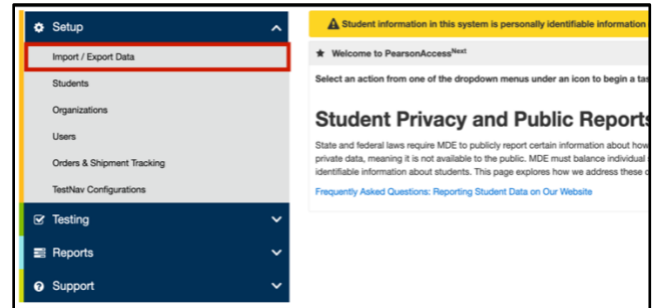 Setup
Import / Export Data
Students
Organizations
Users
Orders & Shipment Tracking
TestNav Configurations
Testing
Reports
Support
Student information in this system is personally identifiable information
Welcome to PearsonAccessNext
Select an action from one of the dropdown menus under an icon to begin a tas
Student Privacy and Public Reports
State and federal laws require MDE to publicly report certain information about how
private data, meaning it is not available to the public. MDE must balance individual
identifiable information about students. This page explores how we address these c
Frequently Asked Questions: Reporting Student Data on Our Website